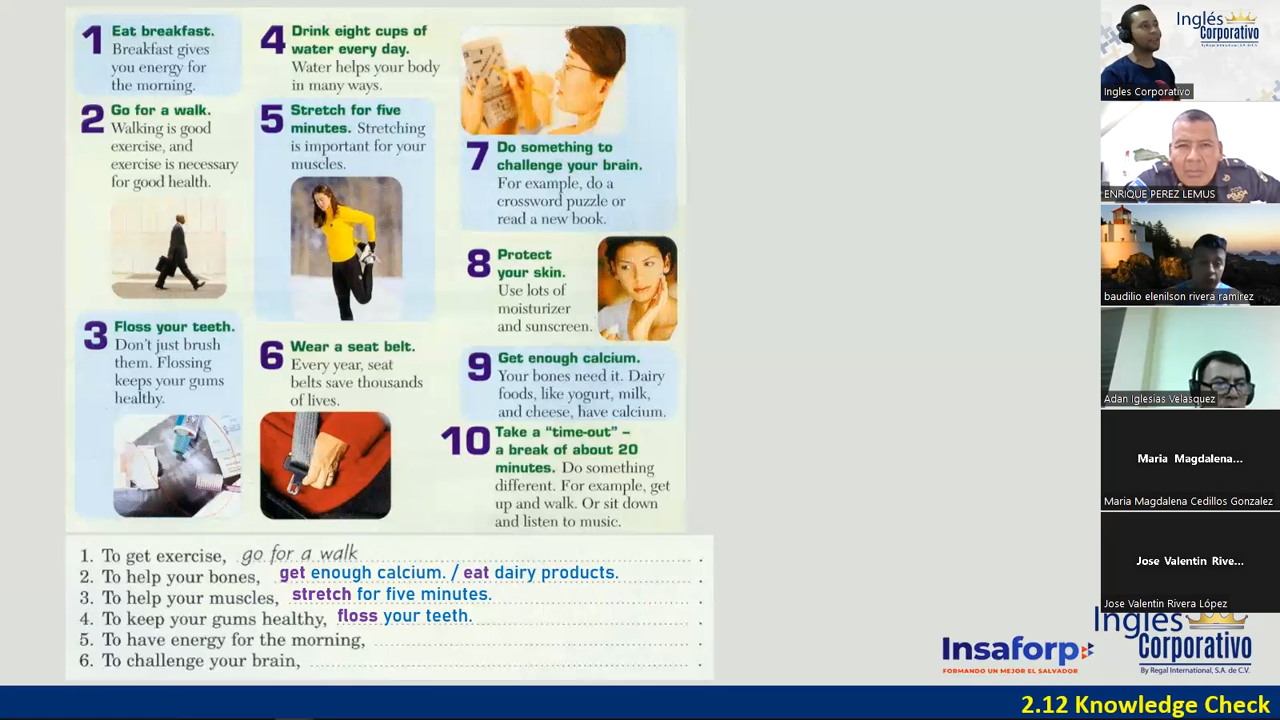 1 Eat breakfast.
Breakfast gives
you energy for
the morning.
2 Go for a walk.
Walking is good
exercise, and
exercise is necessary
for good health.
3 Floss your teeth.
Don't just brush
them. Flossing
keeps your gums
healthy.
4 Drink eight cups of
water every day.
Water helps your body
in many ways.
5 Stretch for five
minutes. Stretching
is important for your
muscles.
6 Wear a seat belt.
Every year, seat
belts save thousands
of lives.
7 Do something to
challenge your brain.
For example, do a
crossword puzzle or
read a new book.
8 Protect
your skin.
Use lots of
moisturizer
and sunscreen.
9 Get enough calcium.
Your bones need it. Dairy
foods, like yogurt, milk,
and cheese, have calcium.
10 Take a "time-out" –
a break of about 20
minutes. Do something
different. For example, get
up and walk. Or sit down
and listen to music.
1. To get exercise, go for a walk .
2. To help your bones, get enough calcium. / eat dairy products. .
3. To help your muscles, stretch for five minutes. .
4. To keep your gums healthy, floss your teeth. .
5. To have energy for the morning, .
6. To challenge your brain, .
Inglés
Corporativo
By Regal International, S.A. de C.V.
Ingles Corporativo
ENRIQUE PEREZ LEMUS
baudilio elenilson rivera ramirez
Adan Iglesias Velasquez
Maria Magdalena...
Maria Magdalena Cedillos Gonzalez
Jose Valentin Rive...
Jose Valentin Rivera López
Insaforp
FORMANDO UN MEJOR EL SALVADOR
Inglés
Corporativo
By Regal International, S.A. de C.V.
2.12 Knowledge Check